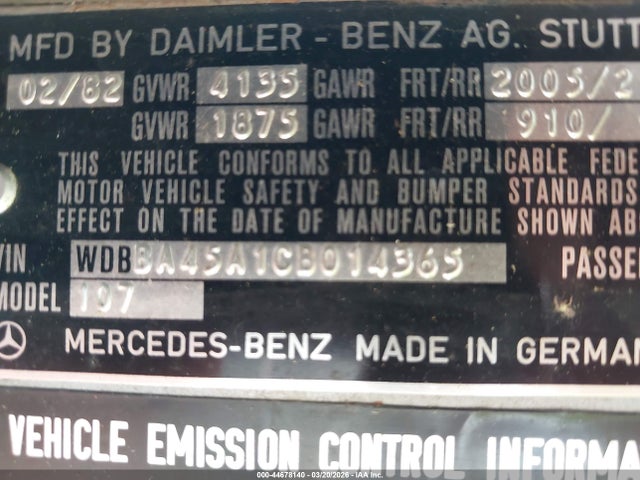 MFD BY DAIMLER - BENZ AG. STUTT
02/82 GVWR 4135 GAWR FRT/RR 2005/2
GVWR 1875 GAWR FRT/RR 910/
THIS VEHICLE CONFORMS TO ALL APPLICABLE FEDE
MOTOR VEHICLE SAFETY AND BUMPER STANDARDS
EFFECT ON THE DATE OF MANUFACTURE SHOWN AB
VIN WDBBA45A1CB014365 PASSE
MODEL 107
MERCEDES-BENZ MADE IN GERMAN
VEHICLE EMISSION CONTROL INFORMA
000-44678140 - 03/20/2026 - IAA, Inc.